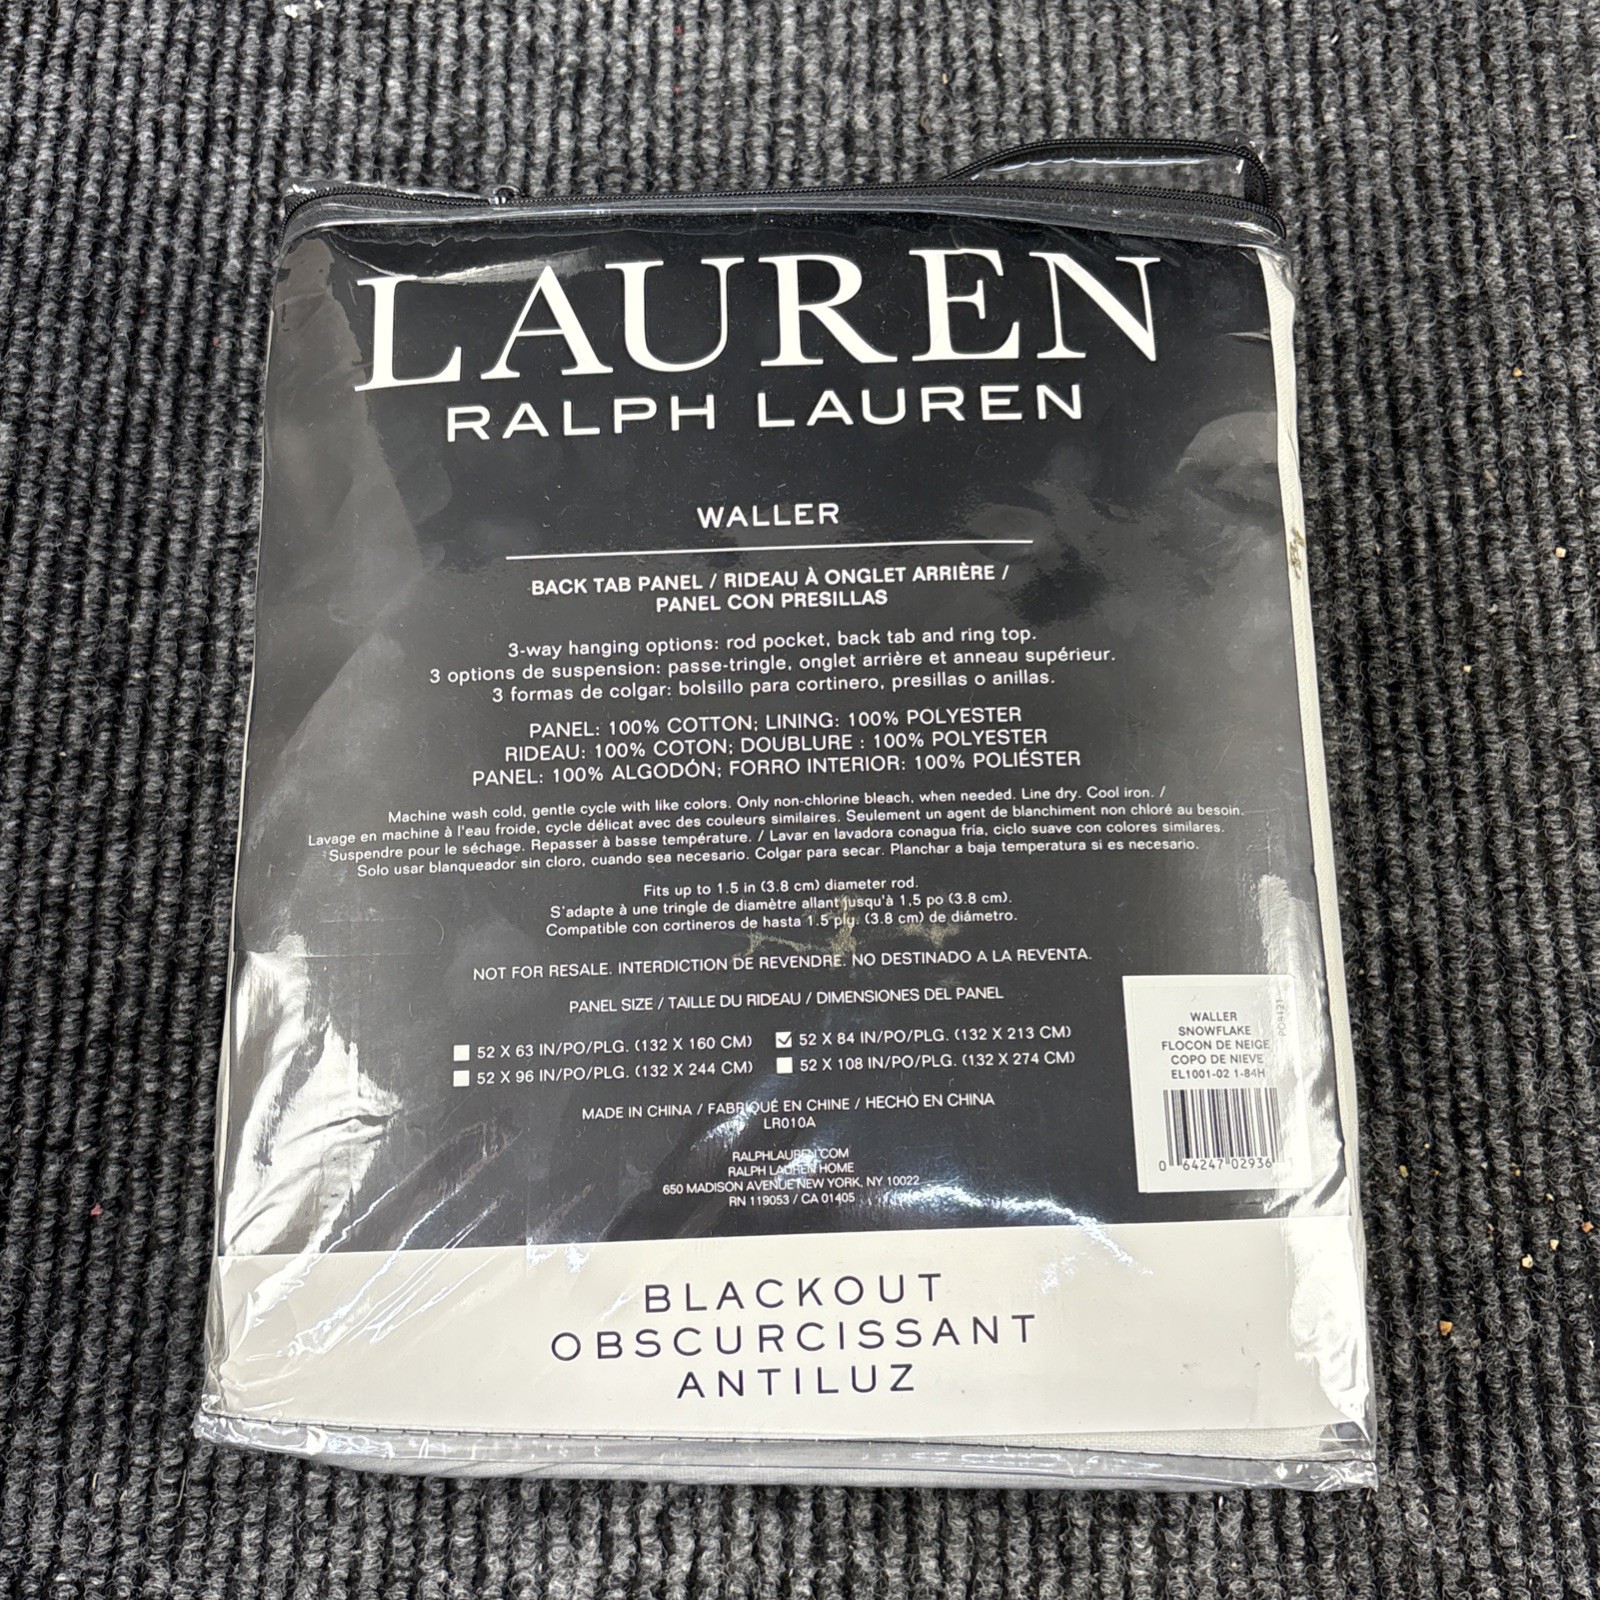 LAUREN
RALPH LAUREN
WALLER
BACK TAB PANEL / RIDEAU À ONGLET ARRIÈRE /
PANEL CON PRESILLAS
3-way hanging options: rod pocket, back tab and ring top.
3 options de suspension: passe-tringle, onglet arrière et anneau supérieur.
3 formas de colgar: bolsillo para cortinero, presillas o anillas.
PANEL: 100% COTTON; LINING: 100% POLYESTER
RIDEAU: 100% COTON; DOUBLURE : 100% POLYESTER
PANEL: 100% ALGODÓN; FORRO INTERIOR: 100% POLIÉSTER
Machine wash cold, gentle cycle with like colors. Only non-chlorine bleach, when needed. Line dry. Cool iron. /
Lavage en machine à l'eau froide, cycle délicat avec des couleurs similaires. Seulement un agent de blanchiment non chloré au besoin.
Suspendre pour le séchage. Repasser à basse température. / Lavar en lavadora conagua fría, ciclo suave con colores similares.
Solo usar blanqueador sin cloro, cuando sea necesario. Colgar para secar. Planchar a baja temperatura si es necesario.
Fits up to 1.5 in (3.8 cm) diameter rod.
S'adapte à une tringle de diamètre allant jusqu'à 1.5 po (3.8 cm).
Compatible con cortineros de hasta 1.5 plg. (3.8 cm) de diámetro.
NOT FOR RESALE. INTERDICTION DE REVENDRE. NO DESTINADO A LA REVENTA.
PANEL SIZE / TAILLE DU RIDEAU / DIMENSIONES DEL PANEL
52 X 63 IN/PO/PLG. (132 X 160 CM) 52 X 84 IN/PO/PLG. (132 X 213 CM)
52 X 96 IN/PO/PLG. (132 X 244 CM) 52 X 108 IN/PO/PLG. (132 X 274 CM)
MADE IN CHINA / FABRIQUÉ EN CHINE / HECHO EN CHINA
LR010A
RALPHLAUREN.COM
RALPH LAUREN HOME
650 MADISON AVENUE NEW YORK, NY 10022
RN 119053 / CA 01405
WALLER
SNOWFLAKE
FLOCON DE NEIGE
COPO DE NIEVE
EL1001-02 1-84H
0 64247 02936 1
BLACKOUT
OBSCURCISSANT
ANTILUZ